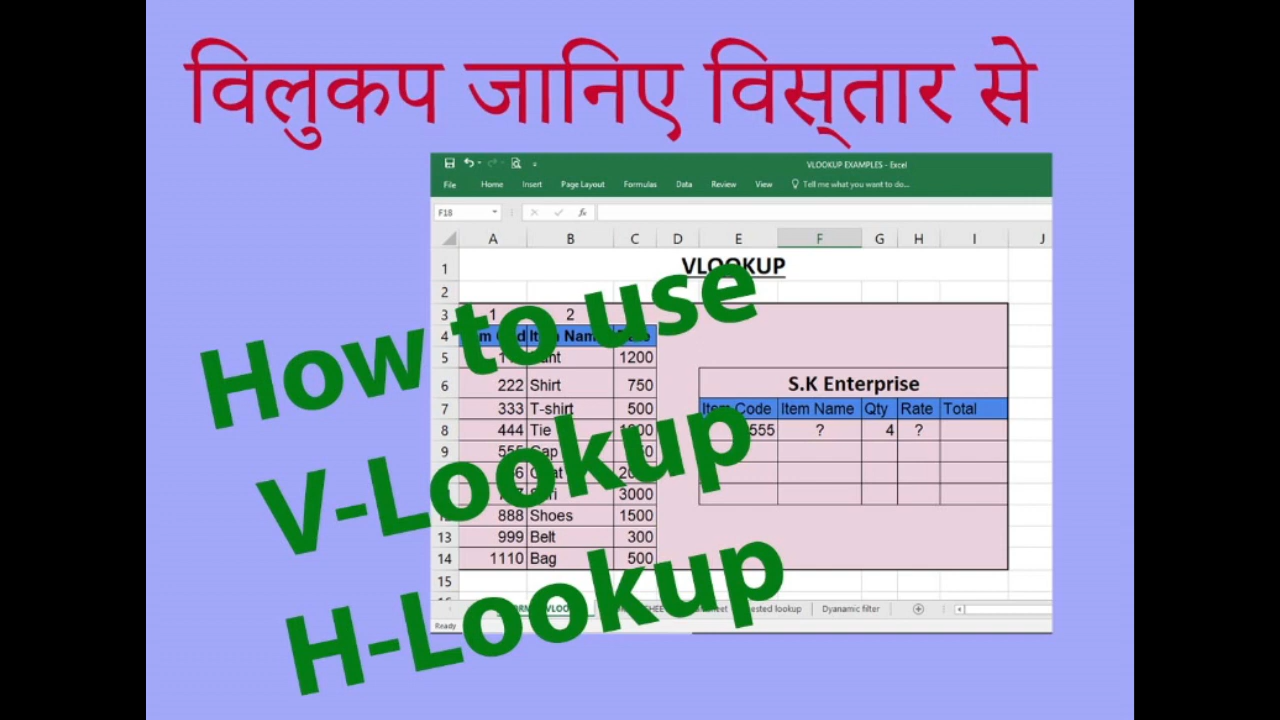 विलुकप जानिए विस्तार से
VLOOKUP EXAMPLES - Excel
File Home Insert Page Layout Formulas Data Review View Tell me what you want to do...
F18 fx
A B C D E F G H I J
1 VLOOKUP
2
3 1 2
4 Item
5 1200
6 222 Shirt 750 S.K Enterprise
7 333 T-shirt 500 Item Code Item Name Qty Rate Total
8 444 Tie 555 ? 4 ?
9
3000
888 Shoes 1500
13 999 Belt 300
14 1110 Bag 500
15
lookup Dyanamic filter
Ready
How to use
V-Lookup
H-Lookup